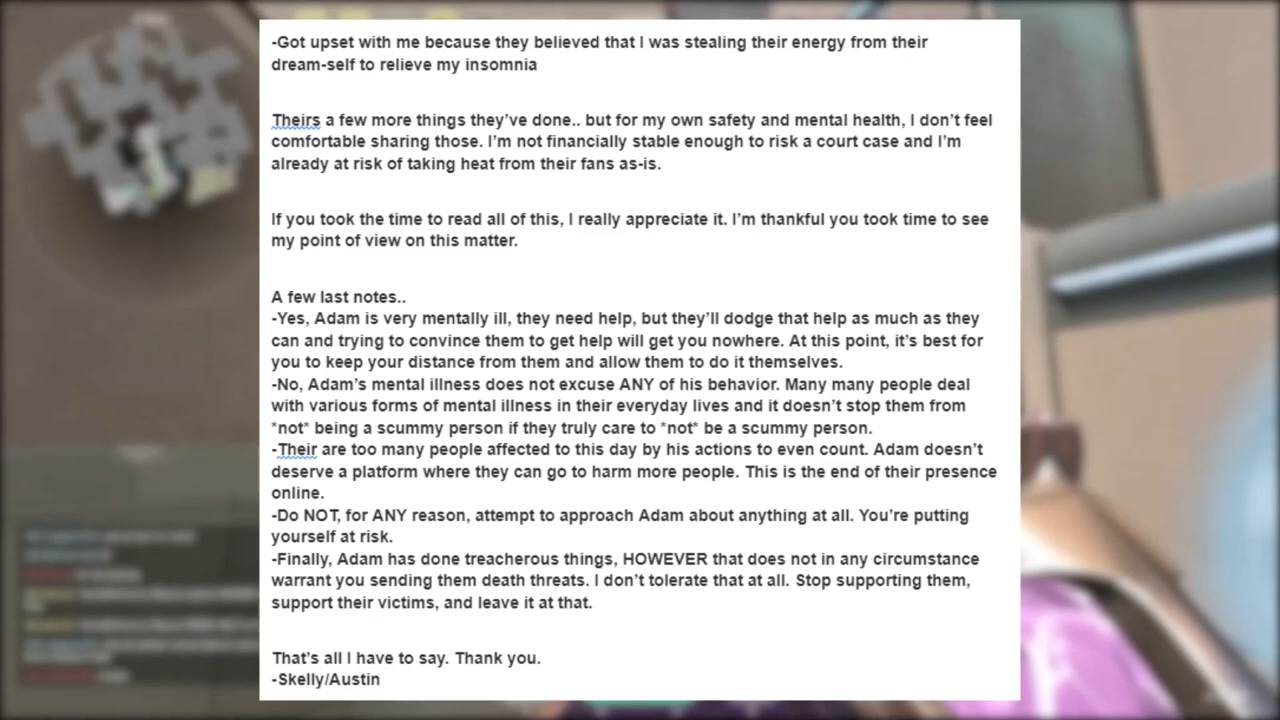 -Got upset with me because they believed that I was stealing their energy from their
dream-self to relieve my insomnia
Theirs a few more things they've done.. but for my own safety and mental health, I don't feel
comfortable sharing those. I'm not financially stable enough to risk a court case and I'm
already at risk of taking heat from their fans as-is.
If you took the time to read all of this, I really appreciate it. I'm thankful you took time to see
my point of view on this matter.
A few last notes..
-Yes, Adam is very mentally ill, they need help, but they'll dodge that help as much as they
can and trying to convince them to get help will get you nowhere. At this point, it's best for
you to keep your distance from them and allow them to do it themselves.
-No, Adam's mental illness does not excuse ANY of his behavior. Many many people deal
with various forms of mental illness in their everyday lives and it doesn't stop them from
*not* being a scummy person if they truly care to *not* be a scummy person.
-Their are too many people affected to this day by his actions to even count. Adam doesn't
deserve a platform where they can go to harm more people. This is the end of their presence
online.
-Do NOT, for ANY reason, attempt to approach Adam about anything at all. You're putting
yourself at risk.
-Finally, Adam has done treacherous things, HOWEVER that does not in any circumstance
warrant you sending them death threats. I don't tolerate that at all. Stop supporting them,
support their victims, and leave it at that.
That's all I have to say. Thank you.
-Skelly/Austin